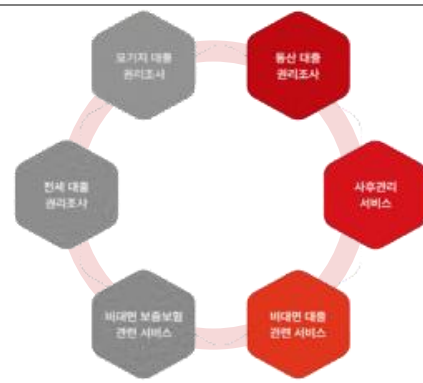 모기지 대출
권리조사
동산 대출
권리조사
전세 대출
권리조사
사후관리
서비스
비대면 보증보험
관련 서비스
비대면 대출
관련 서비스